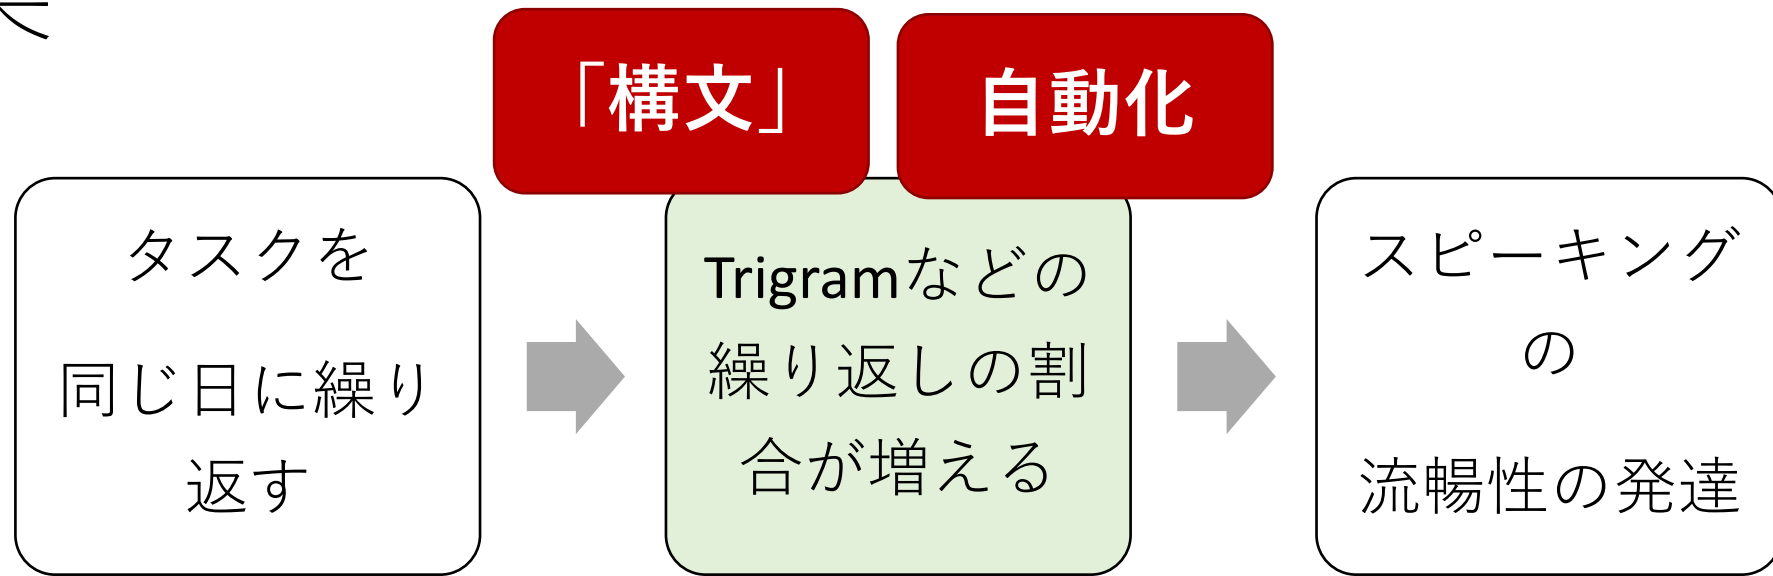 「構文」
自動化
タスクを
同じ日に繰り
返す
Trigramなどの
繰り返しの割
合が増える
スピーキング
の
流暢性の発達